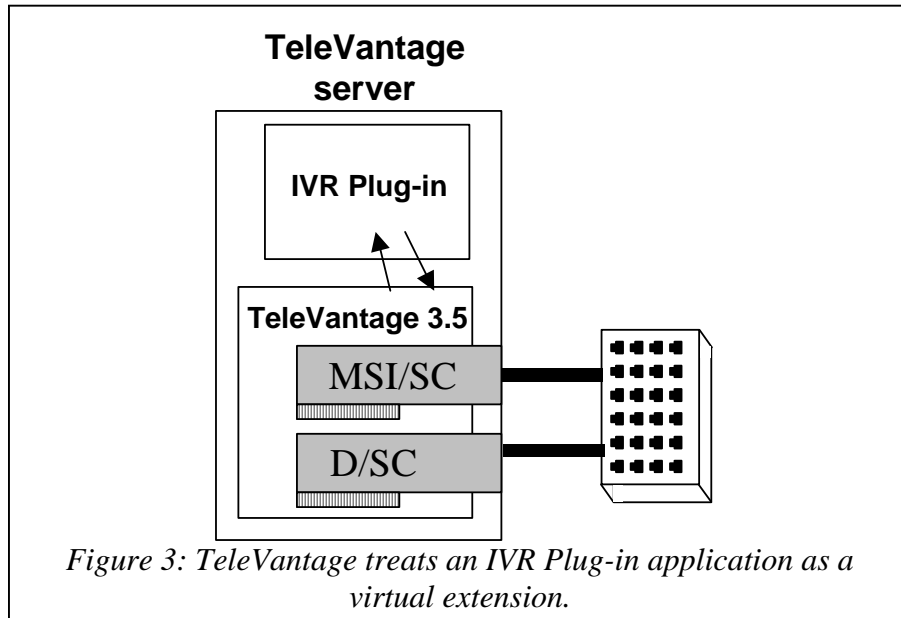 TeleVantage
server
IVR Plug-in
TeleVantage 3.5
MSI/SC
D/SC
Figure 3: TeleVantage treats an IVR Plug-in application as a
virtual extension.